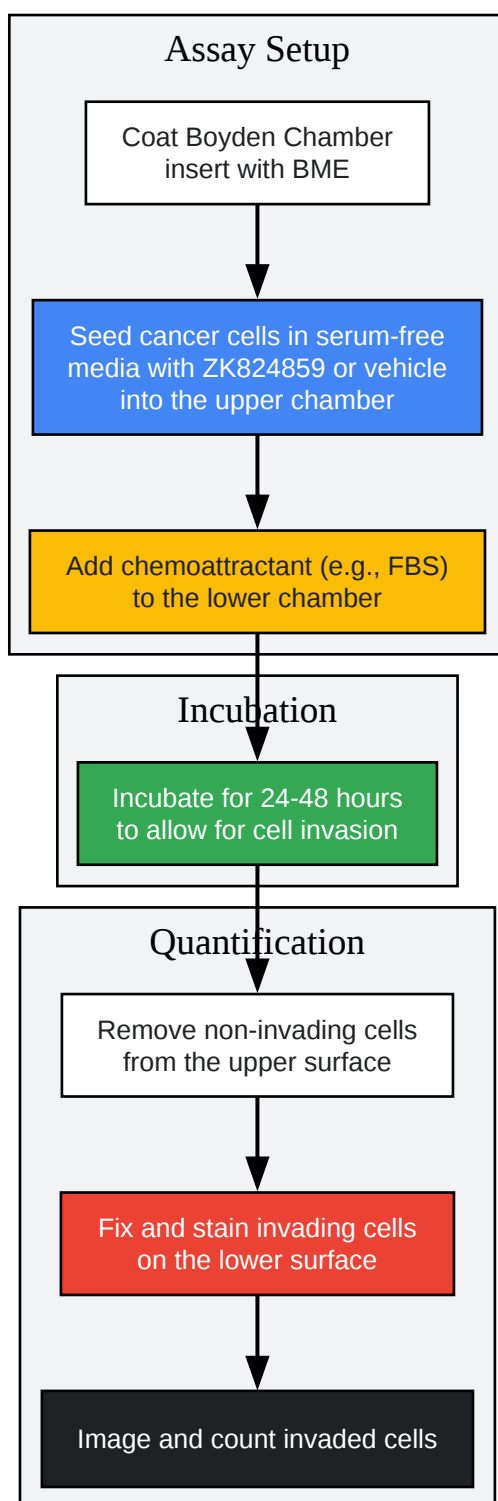 Assay Setup
Coat Boyden Chamber
insert with BME
Seed cancer cells in serum-free
media with ZK824859 or vehicle
into the upper chamber
Add chemoattractant (e.g., FBS)
to the lower chamber
Incubation
Incubate for 24-48 hours
to allow for cell invasion
Quantification
Remove non-invading cells
from the upper surface
Fix and stain invading cells
on the lower surface
Image and count invaded cells